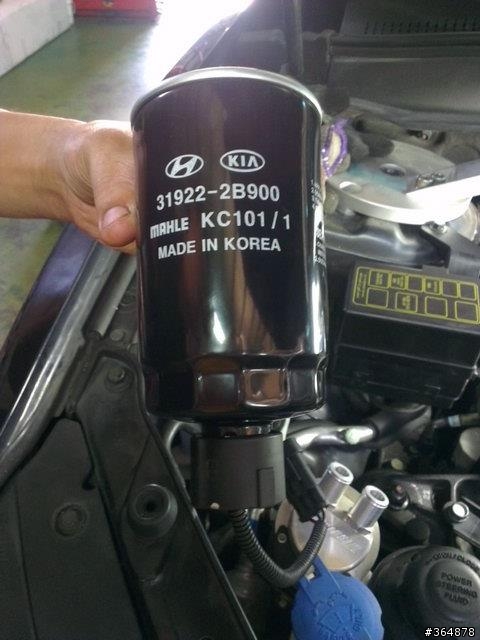 KIA
31922-2B900
MAHLE KC101/1
MADE IN KOREA
POWER
STEERING
FLUID
#364878